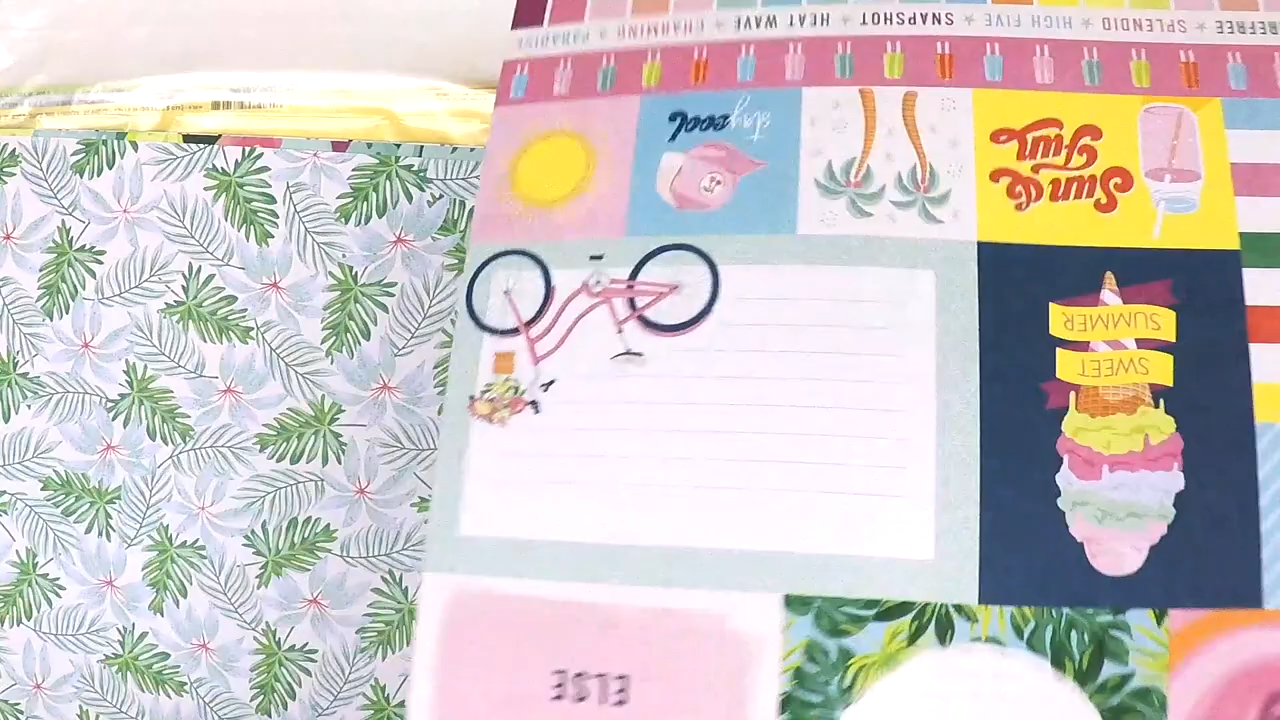 ELSE
SWEET
SUMMER
Sun &
fun
stay cool
REFREE ★ SPLENDID ★ HIGH FIVE ★ SNAPSHOT ★ HEAT WAVE ★ CHARMING ★ PARADISE